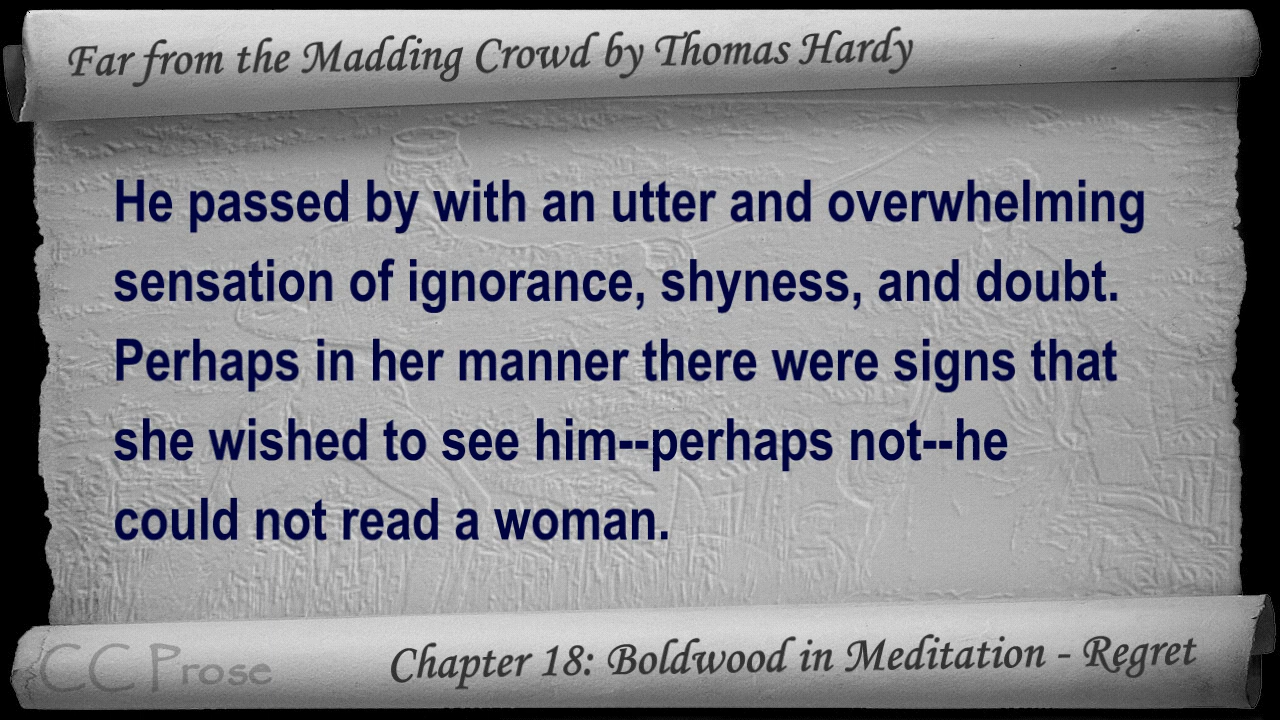 Far from the Madding Crowd by Thomas Hardy
He passed by with an utter and overwhelming
sensation of ignorance, shyness, and doubt.
Perhaps in her manner there were signs that
she wished to see him--perhaps not--he
could not read a woman.
CC Prose
Chapter 18: Boldwood in Meditation - Regret